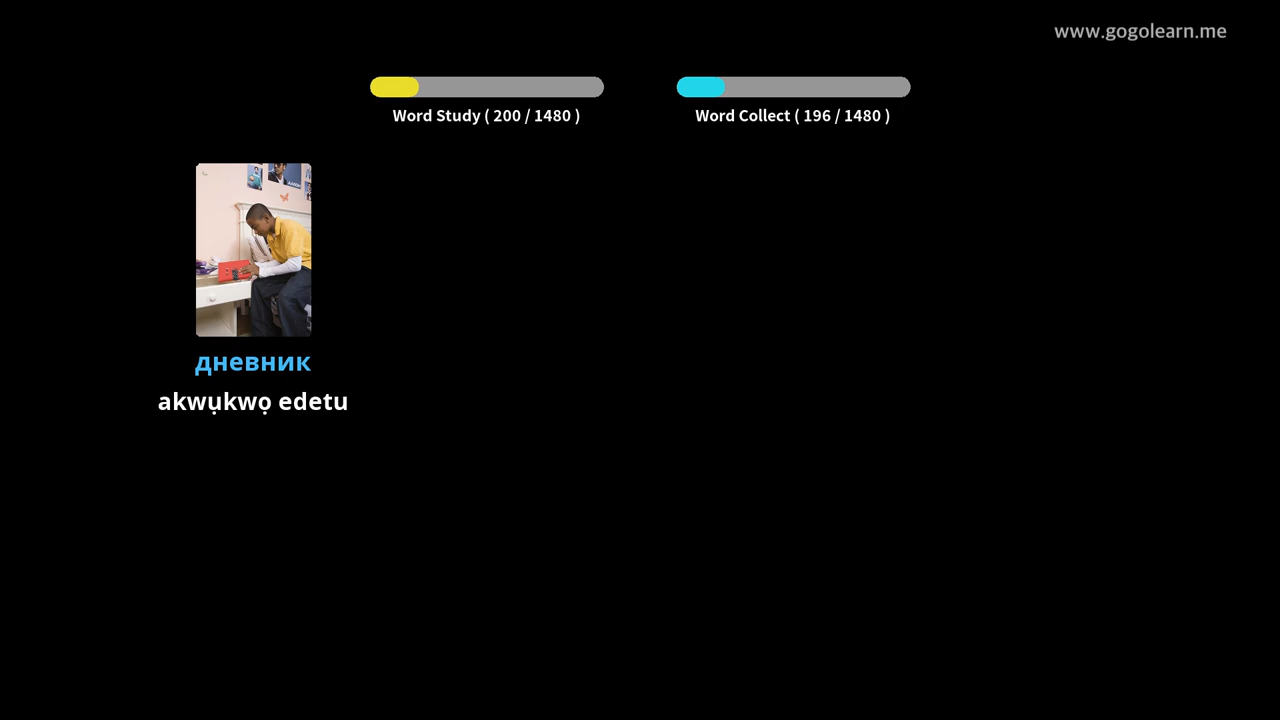 www.gogolearn.me
Word Study ( 200 / 1480 )
Word Collect ( 196 / 1480 )
дневник
akwụkwọ edetu